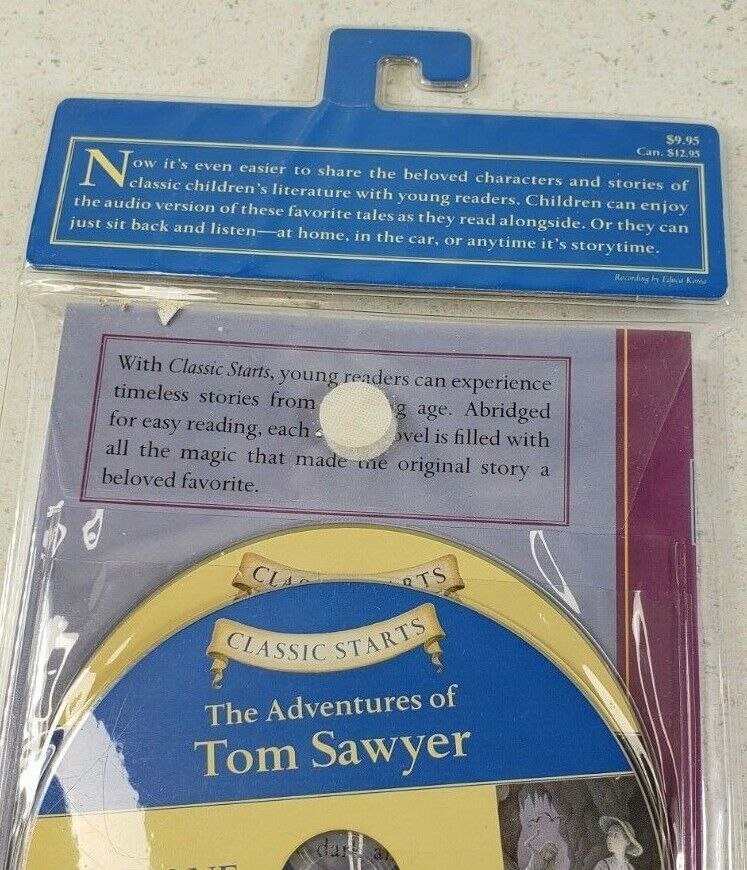 $9.95
Can. $12.95
Now it's even easier to share the beloved characters and stories of
classic children's literature with young readers. Children can enjoy
the audio version of these favorite tales as they read alongside. Or they can
just sit back and listen—at home, in the car, or anytime it's storytime.
Recording by Educa Korea
With Classic Starts, young readers can experience
timeless stories from age. Abridged
for easy reading, each is filled with
all the magic that made the original story a
beloved favorite.
CLASSIC STARTS
The Adventures of
Tom Sawyer